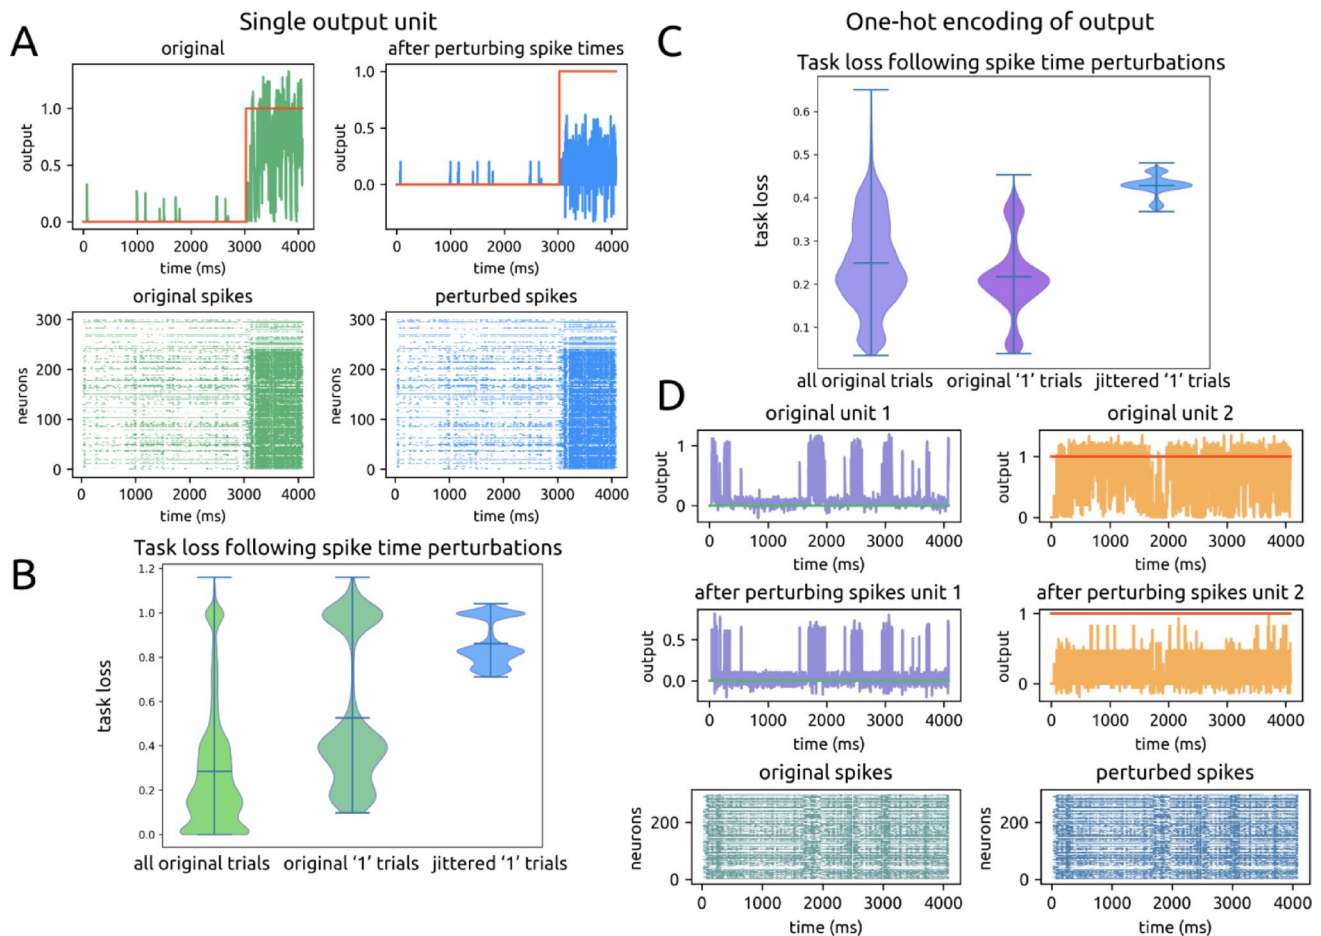 Single output unit
A
original
output
1.0
0.5
0.0
0 1000 2000 3000 4000
time (ms)
after perturbing spike times
output
1.0
0.5
0.0
0 1000 2000 3000 4000
time (ms)
original spikes
neurons
300
200
100
0
0 1000 2000 3000 4000
time (ms)
perturbed spikes
neurons
300
200
100
0
0 1000 2000 3000 4000
time (ms)
B
Task loss following spike time perturbations
task loss
1.2
1.0
0.8
0.6
0.4
0.2
0.0
all original trials original ‘1’ trials jittered ‘1’ trials
One-hot encoding of output
C
Task loss following spike time perturbations
task loss
0.6
0.5
0.4
0.3
0.2
0.1
all original trials original ‘1’ trials jittered ‘1’ trials
D
original unit 1
output
1
0
0 1000 2000 3000 4000
time (ms)
original unit 2
output
1
0
0 1000 2000 3000 4000
time (ms)
after perturbing spikes unit 1
output
0.5
0.0
0 1000 2000 3000 4000
time (ms)
after perturbing spikes unit 2
output
1
0
0 1000 2000 3000 4000
time (ms)
original spikes
neurons
200
0
0 1000 2000 3000 4000
time (ms)
perturbed spikes
neurons
200
0
0 1000 2000 3000 4000
time (ms)